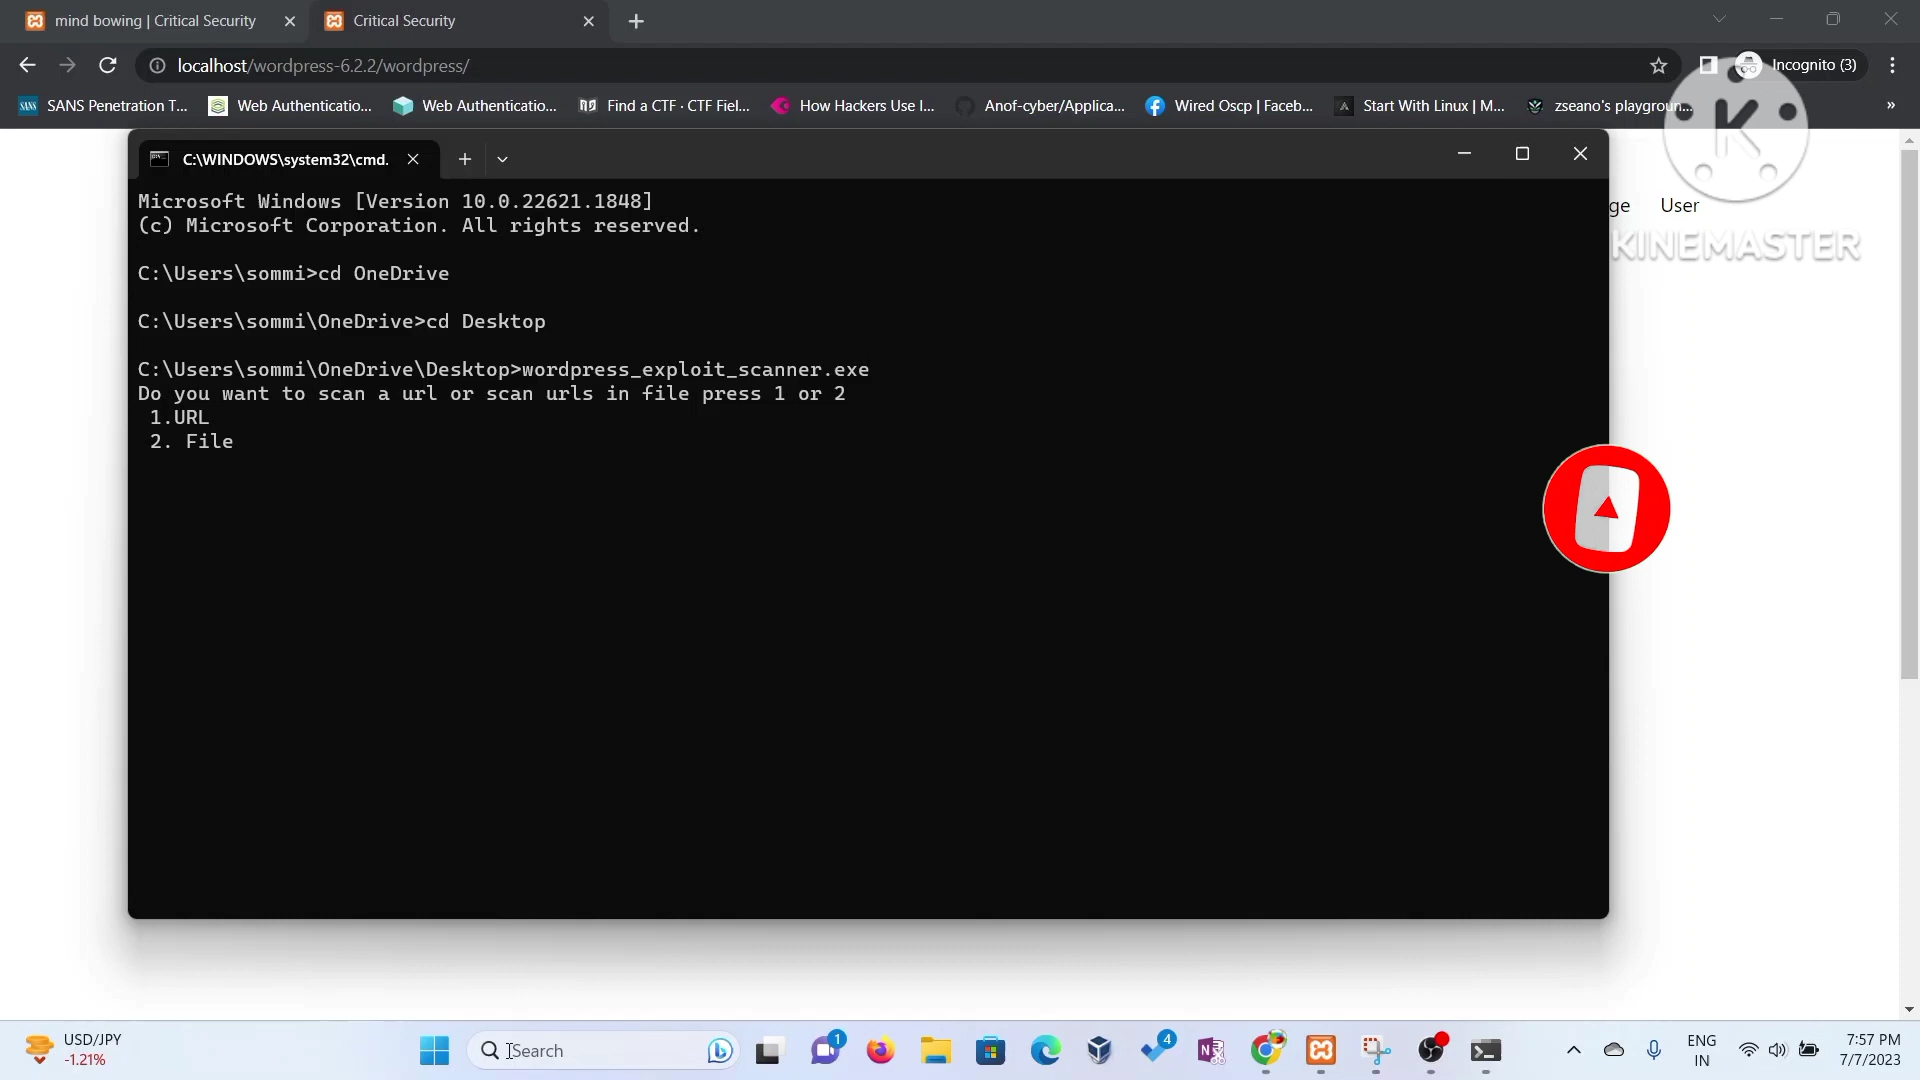 mind bowing | Critical Security
Critical Security
localhost/wordpress-6.2.2/wordpress/
Incognito (3)
SANS Penetration T...
Web Authenticatio...
Web Authenticatio...
Find a CTF · CTF Fiel...
How Hackers Use I...
Anof-cyber/Applica...
Wired Oscp | Faceb...
Start With Linux | M...
zseano's playgroun...
»
K
KINEMASTER
ge User
C:\WINDOWS\system32\cmd.
Microsoft Windows [Version 10.0.22621.1848]
(c) Microsoft Corporation. All rights reserved.
C:\Users\sommi>cd OneDrive
C:\Users\sommi\OneDrive>cd Desktop
C:\Users\sommi\OneDrive\Desktop>wordpress_exploit_scanner.exe
Do you want to scan a url or scan urls in file press 1 or 2
1.URL
2. File
USD/JPY
-1.21%
Search
1
4
ENG
IN
7:57 PM
7/7/2023